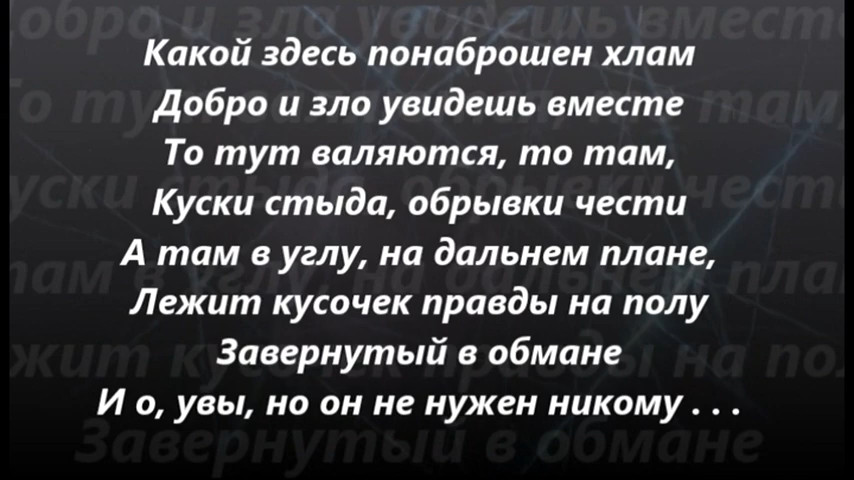 Какой здесь понаброшен хлам
Добро и зло увидешь вместе
То тут валяются, то там,
Куски стыда, обрывки чести
А там в углу, на дальнем плане,
Лежит кусочек правды на полу
Завернутый в обмане
И о, увы, но он не нужен никому . . .